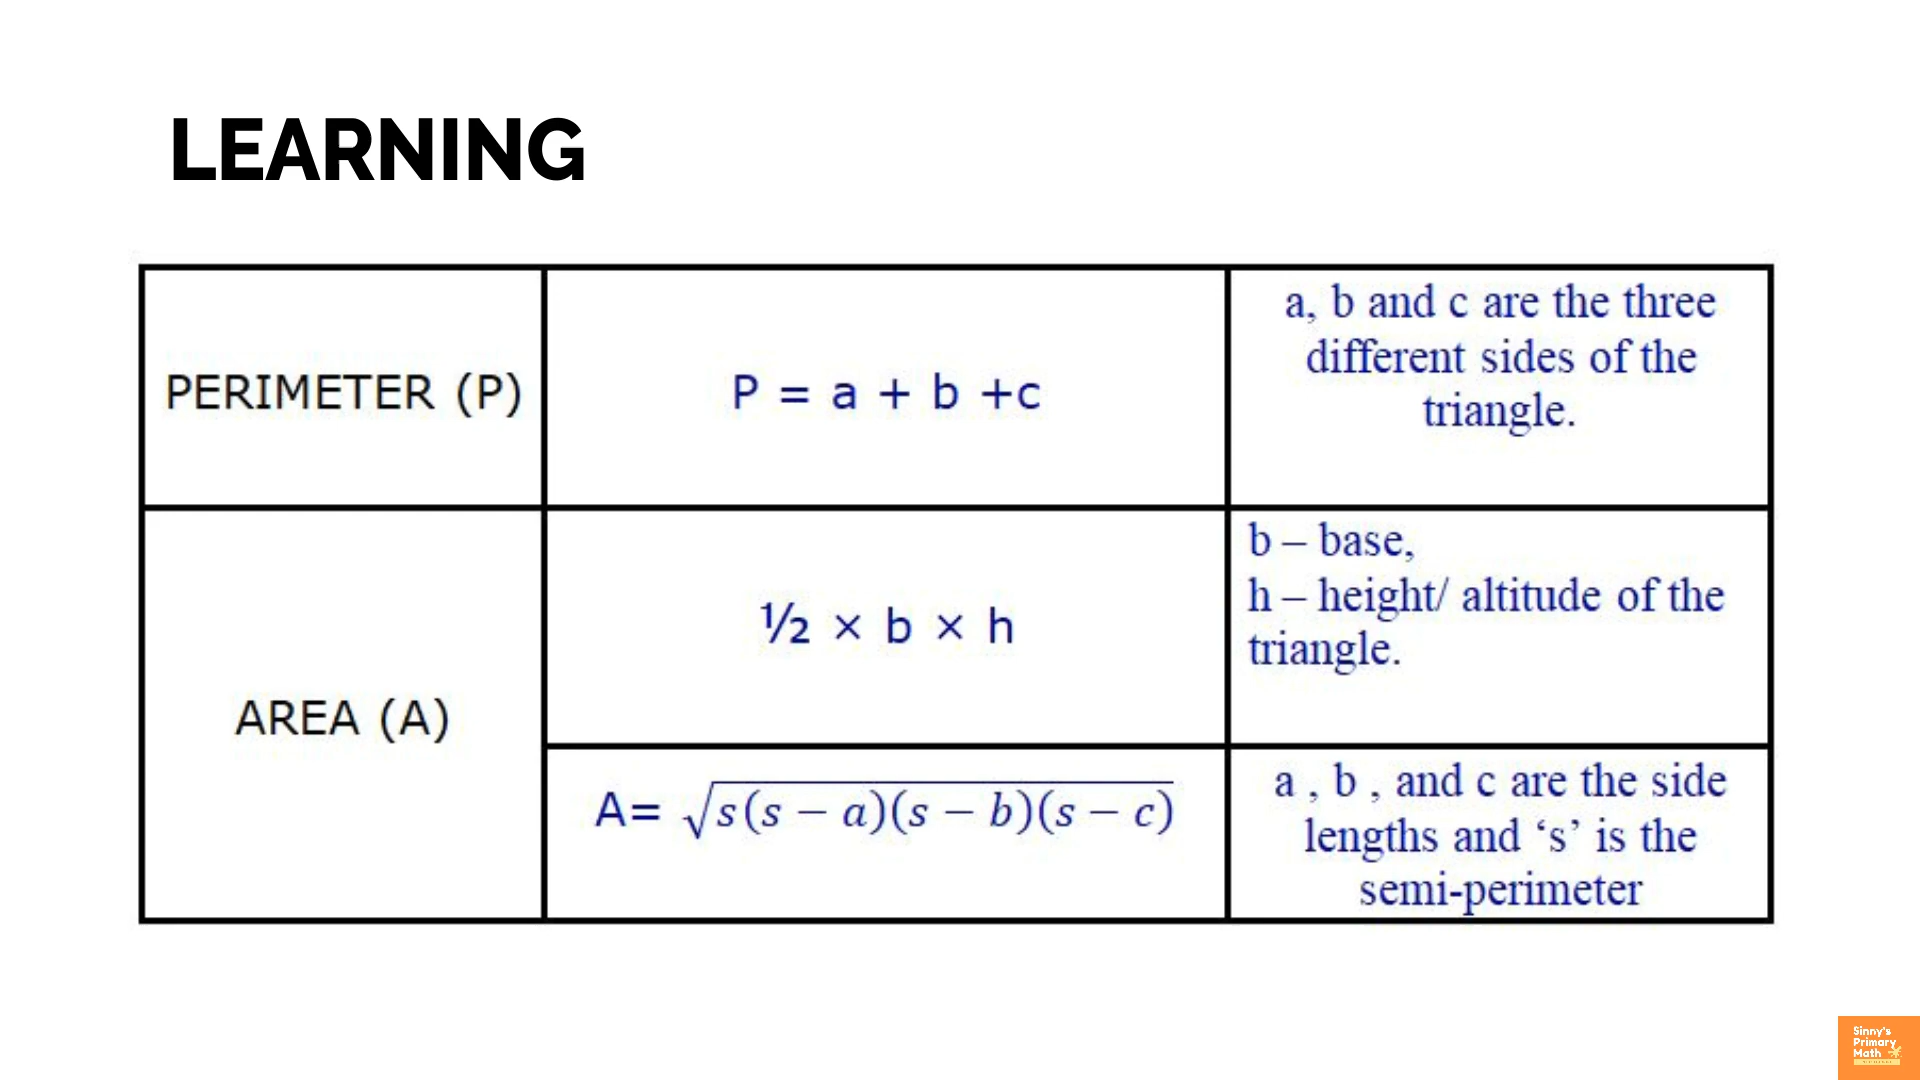 LEARNING
PERIMETER (P)
P = a + b +c
a, b and c are the three
different sides of the
triangle.
AREA (A)
½ × b × h
b – base,
h – height/ altitude of the
triangle.
A= √s(s − a)(s − b)(s − c)
a , b , and c are the side
lengths and ‘s’ is the
semi-perimeter
Sinny's
Primary
Math